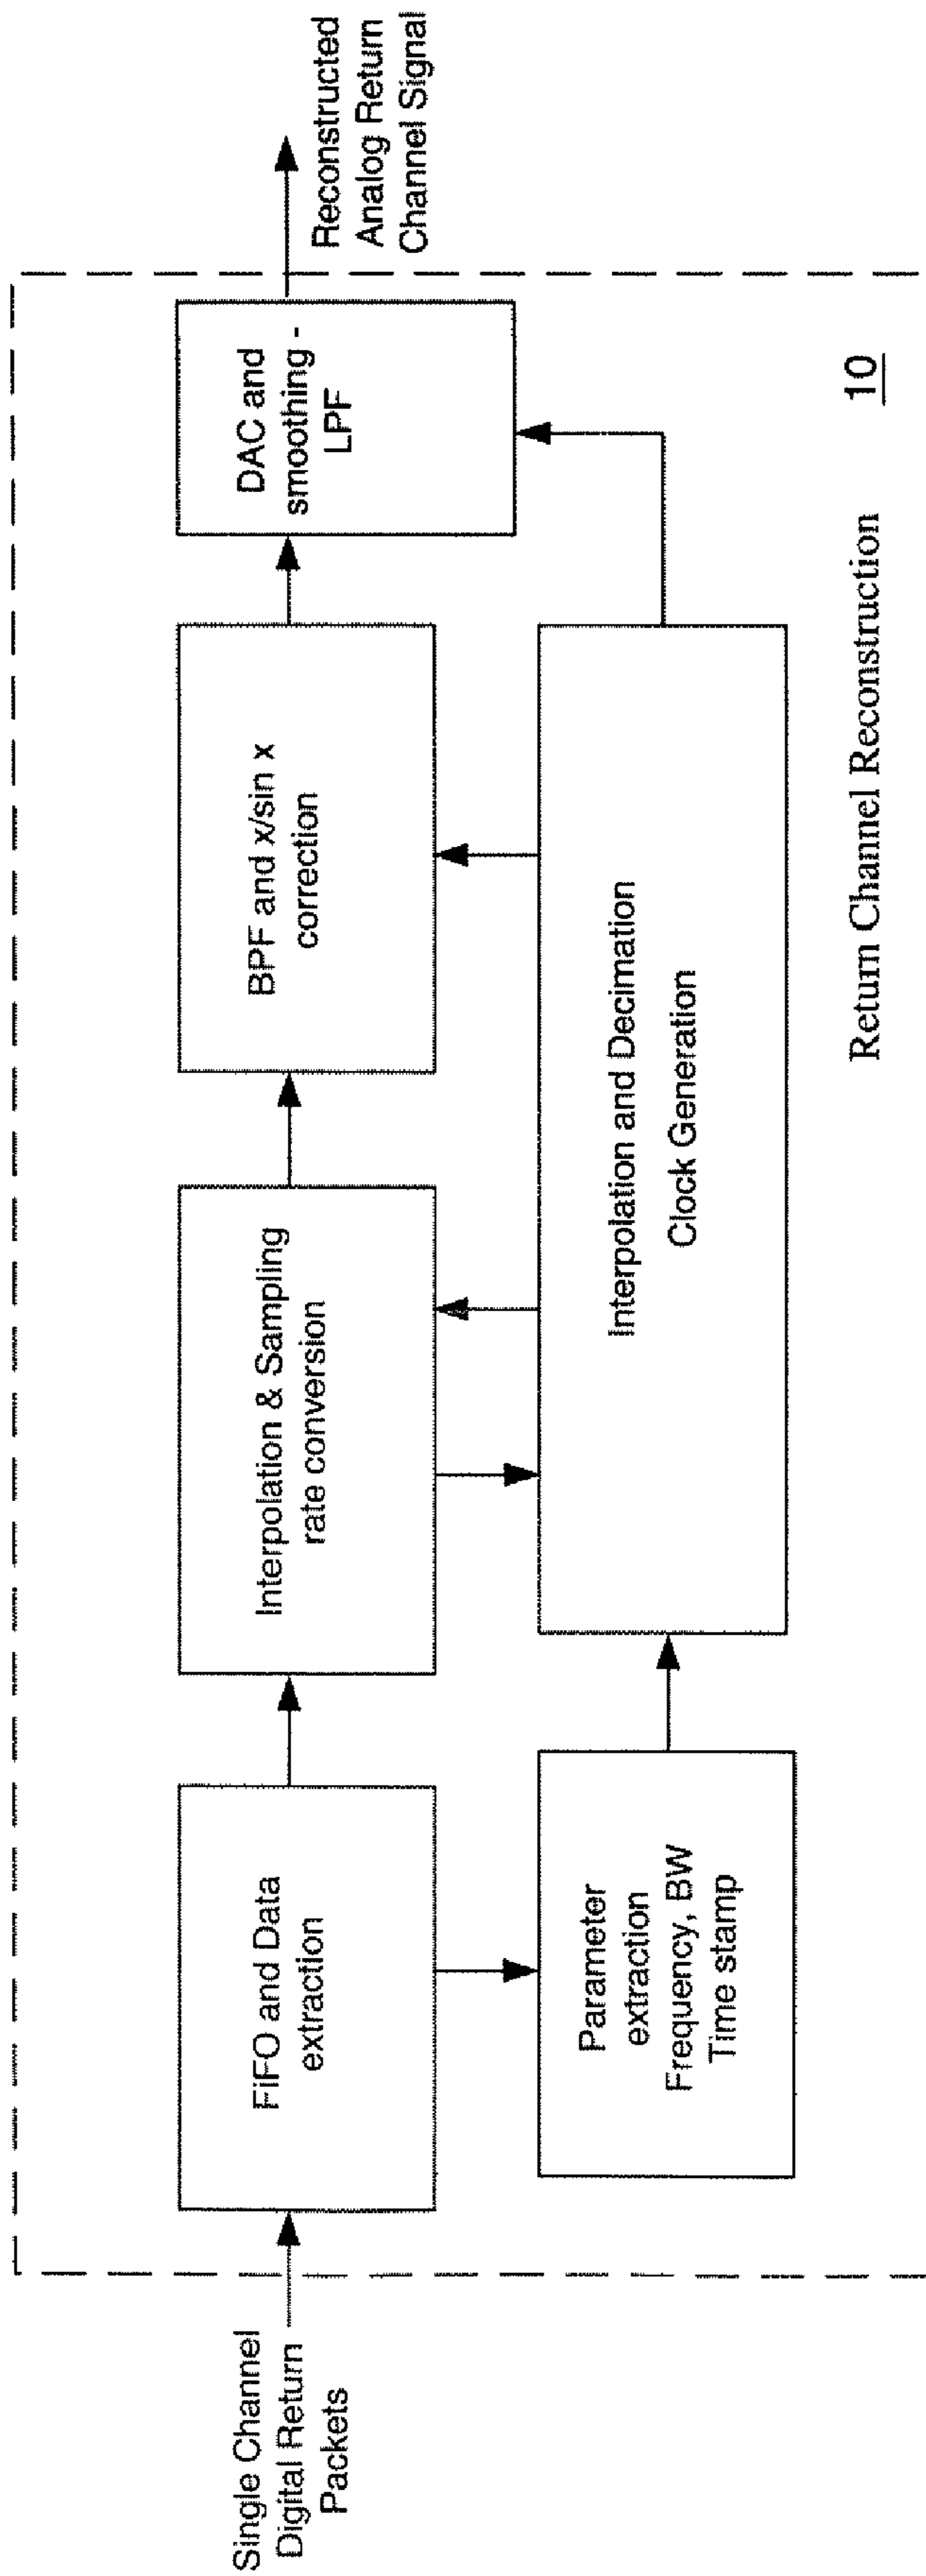 Single Channel
Digital Return
Packets
FiFO and Data
extraction
Interpolation & Sampling
rate conversion
BPF and x/sin x
correction
DAC and
smoothing -
LPF
Reconstructed
Analog Return
Channel Signal
Parameter
extraction
Frequency, BW
Time stamp
Interpolation and Decimation
Clock Generation
10
Return Channel Reconstruction